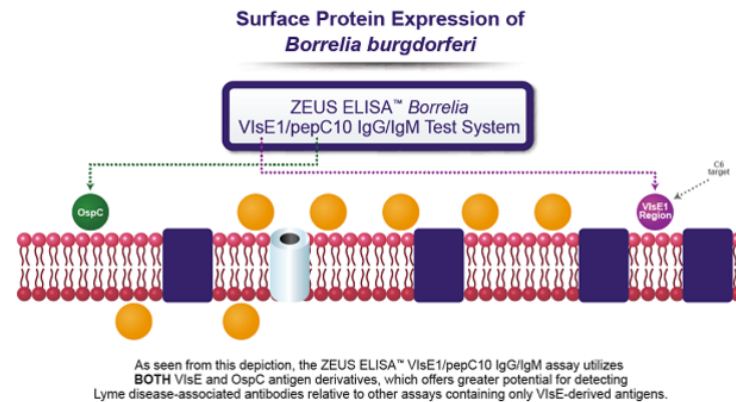 Surface Protein Expression of
Borrelia burgdorferi
ZEUS ELISA™ Borrelia
VlsE1/pepC10 IgG/IgM Test System
C6
target
OspC
VlsE1
Region
As seen from this depiction, the ZEUS ELISA™ VlsE1/pepC10 IgG/IgM assay utilizes
BOTH VlsE and OspC antigen derivatives, which offers greater potential for detecting
Lyme disease-associated antibodies relative to other assays containing only VlsE-derived antigens.